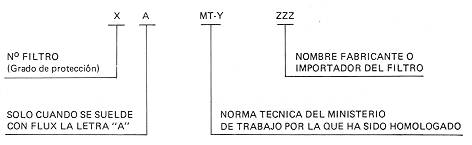 X A MT-Y ZZZ
Nº FILTRO
(Grado de protección)
NOMBRE FABRICANTE O
IMPORTADOR DEL FILTRO
SOLO CUANDO SE SUELDE
CON FLUX LA LETRA "A"
NORMA TECNICA DEL MINISTERIO
DE TRABAJO POR LA QUE HA SIDO HOMOLOGADO